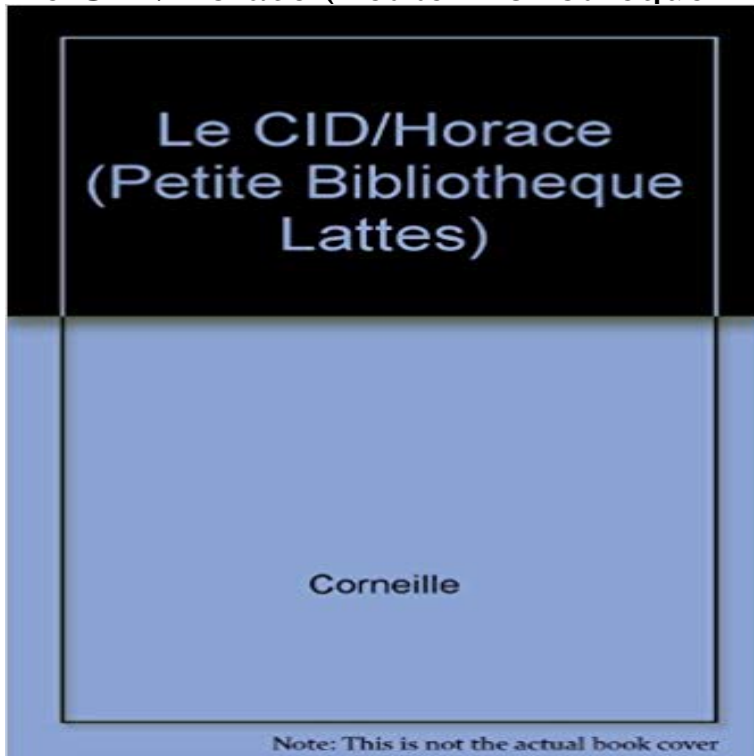 Le CID/Horace
(Petite Bibliotheque
Lattes)
Corneille
Note: This is not the actual book cover